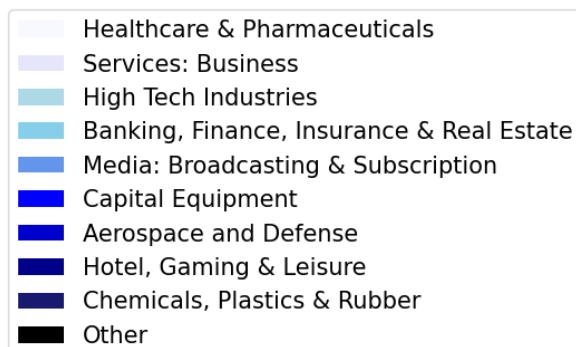 Healthcare & Pharmaceuticals
Services: Business
High Tech Industries
Banking, Finance, Insurance & Real Estate
Media: Broadcasting & Subscription
Capital Equipment
Aerospace and Defense
Hotel, Gaming & Leisure
Chemicals, Plastics & Rubber
Other